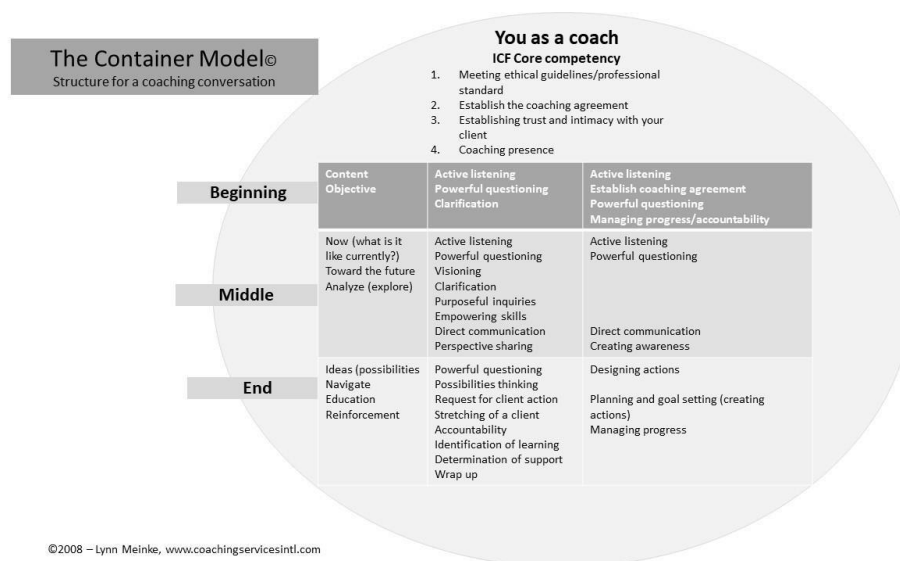 The Container Model©
Structure for a coaching conversation
You as a coach
ICF Core competency
1. Meeting ethical guidelines/professional
standard
2. Establish the coaching agreement
3. Establishing trust and intimacy with your
client
4. Coaching presence
Beginning
Content
Objective
Active listening
Powerful questioning
Clarification
Active listening
Establish coaching agreement
Powerful questioning
Managing progress/accountability
Middle
Now (what is it
like currently?)
Toward the future
Analyze (explore)
Active listening
Powerful questioning
Visioning
Clarification
Purposeful inquiries
Empowering skills
Direct communication
Perspective sharing
Active listening
Powerful questioning
Direct communication
Creating awareness
End
Ideas (possibilities
Navigate
Education
Reinforcement
Powerful questioning
Possibilities thinking
Request for client action
Stretching of a client
Accountability
Identification of learning
Determination of support
Wrap up
Designing actions
Planning and goal setting (creating
actions)
Managing progress
©2008 – Lynn Meinke, www.coachingservicesintl.com